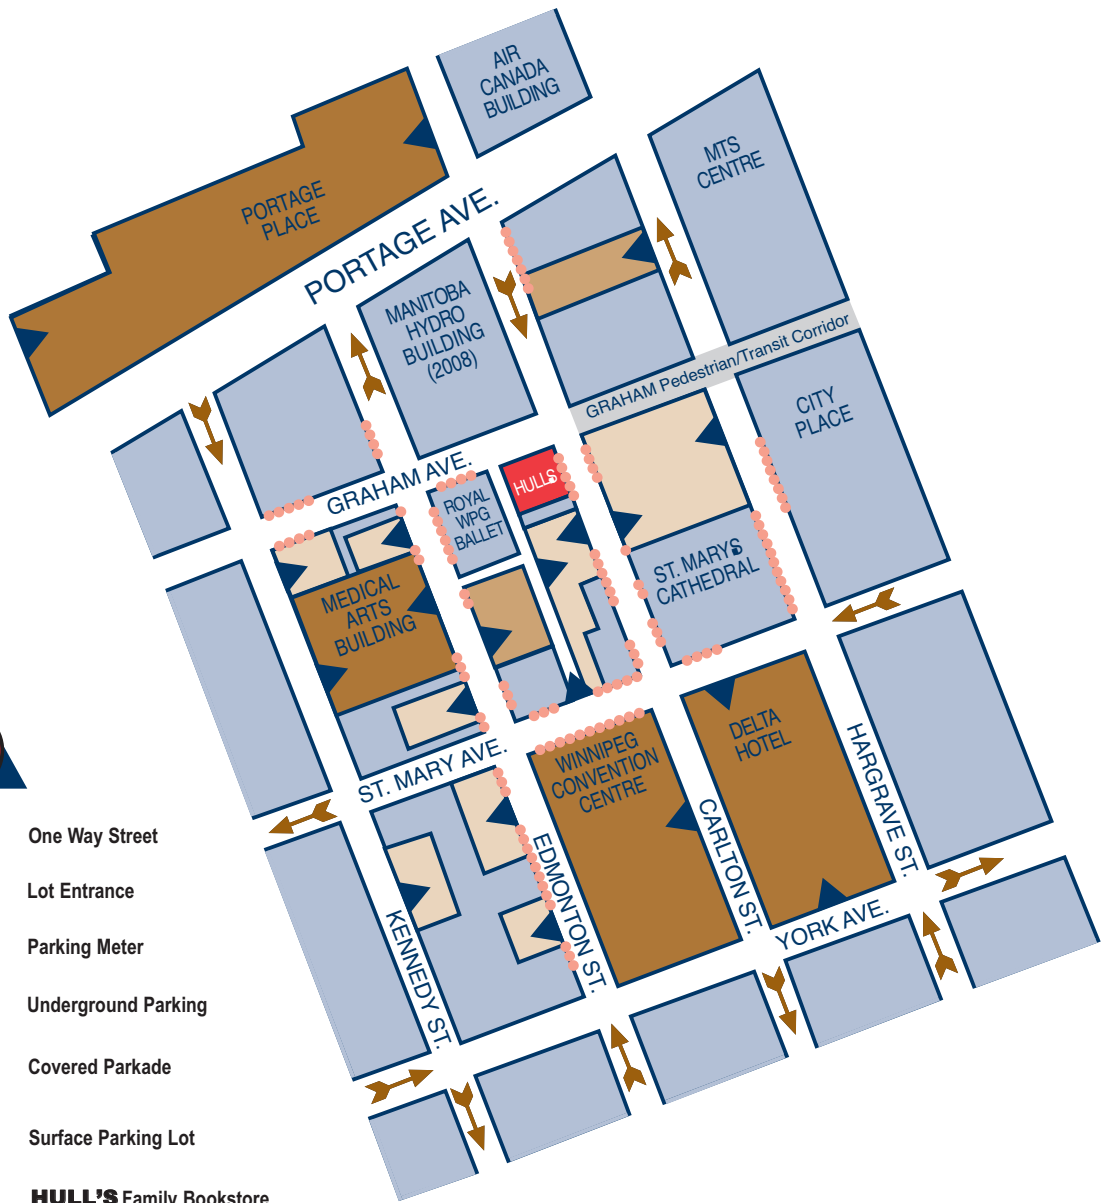 AIR
CANADA
BUILDING
MTS
CENTRE
PORTAGE
PLACE
PORTAGE AVE.
MANITOBA
HYDRO
BUILDING
(2008)
GRAHAM Pedestrian/Transit Corridor
CITY
PLACE
GRAHAM AVE.
HULLS
ROYAL
WPG
BALLET
ST. MARYS
CATHEDRAL
MEDICAL
ARTS
BUILDING
DELTA
HOTEL
WINNIPEG
CONVENTION
CENTRE
ST. MARY AVE.
HARGRAVE ST.
CARLTON ST.
EDMONTON ST.
KENNEDY ST.
YORK AVE.
One Way Street
Lot Entrance
Parking Meter
Underground Parking
Covered Parkade
Surface Parking Lot
HULL'S Family Bookstore